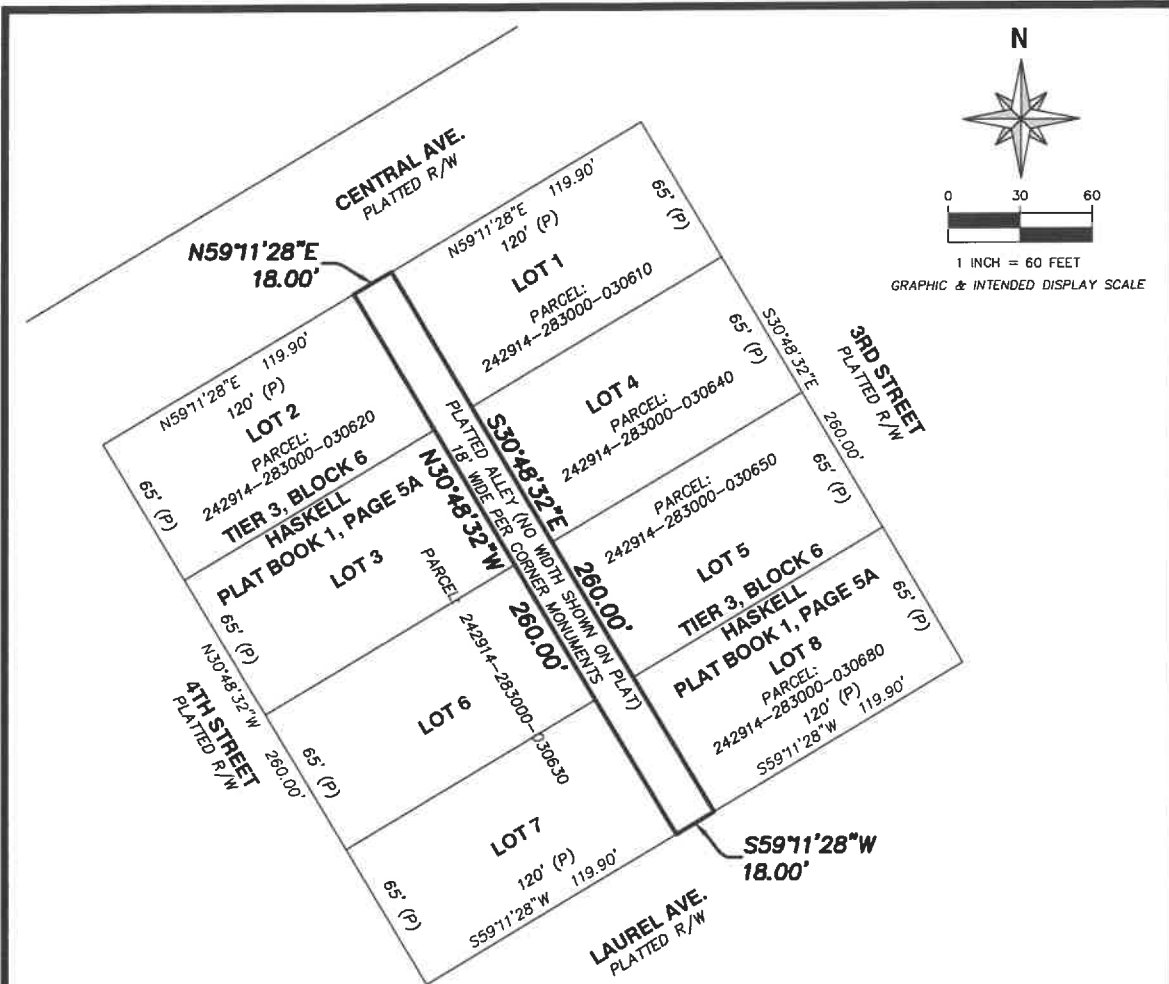 N
0 30 60
1 INCH = 60 FEET
GRAPHIC & INTENDED DISPLAY SCALE
CENTRAL AVE.
PLATTED R/W
N59°11'28"E
18.00'
N59°11'28"E 119.90'
120' (P)
LOT 1
PARCEL:
242914-283000-030610
65' (P)
LOT 4
PARCEL:
242914-283000-030640
65' (P)
S30°48'32"E 260.00'
3RD STREET
PLATTED R/W
PARCEL:
242914-283000-030650
LOT 5
65' (P)
TIER 3, BLOCK 6
HASKELL
PLAT BOOK 1, PAGE 5A
LOT 8
PARCEL:
242914-283000-030680
120' (P)
S59°11'28"W 119.90'
65' (P)
N59°11'28"E 119.90'
120' (P)
LOT 2
PARCEL:
242914-283000-030620
65' (P)
TIER 3, BLOCK 6
HASKELL
PLAT BOOK 1, PAGE 5A
LOT 3
65' (P)
PARCEL: 242914-283000-030630
N30°48'32"W 260.00'
4TH STREET
PLATTED R/W
LOT 6
65' (P)
LOT 7
120' (P)
S59°11'28"W 119.90'
65' (P)
S30°48'32"E 260.00'
PLATTED ALLEY (NO WIDTH SHOWN ON PLAT)
18' WIDE PER CORNER MONUMENTS
N30°48'32"W 260.00'
S59°11'28"W
18.00'
LAUREL AVE.
PLATTED R/W